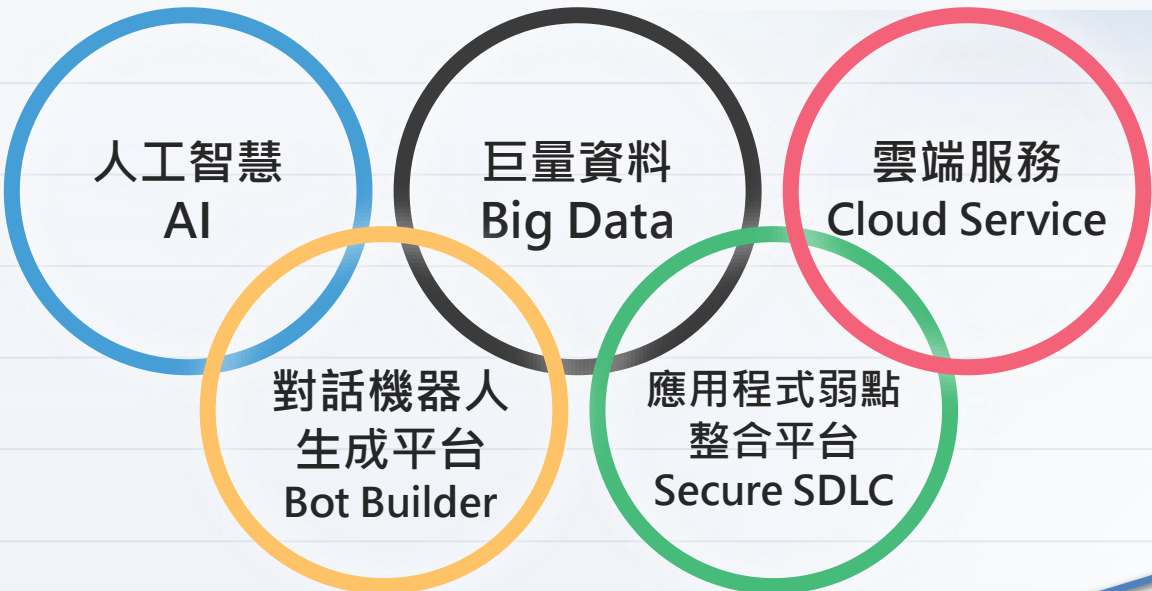 人工智慧
AI
巨量資料
Big Data
雲端服務
Cloud Service
對話機器人
生成平台
Bot Builder
應用程式弱點
整合平台
Secure SDLC